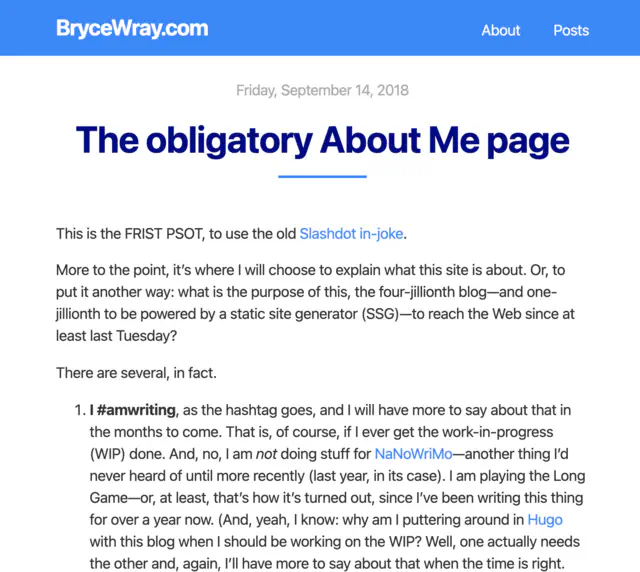 BryceWray.com
About Posts
Friday, September 14, 2018
The obligatory About Me page
This is the FRIST PSOT, to use the old Slashdot in-joke.
More to the point, it’s where I will choose to explain what this site is about. Or, to
put it another way: what is the purpose of this, the four-jillionth blog—and one-
jillionth to be powered by a static site generator (SSG)—to reach the Web since at
least last Tuesday?
There are several, in fact.
1. I #amwriting, as the hashtag goes, and I will have more to say about that in
the months to come. That is, of course, if I ever get the work-in-progress
(WIP) done. And, no, I am not doing stuff for NaNoWriMo—another thing I’d
never heard of until more recently (last year, in its case). I am playing the Long
Game—or, at least, that’s how it’s turned out, since I’ve been writing this thing
for over a year now. (And, yeah, I know: why am I puttering around in Hugo
with this blog when I should be working on the WIP? Well, one actually needs
the other and, again, I’ll have more to say about that when the time is right.